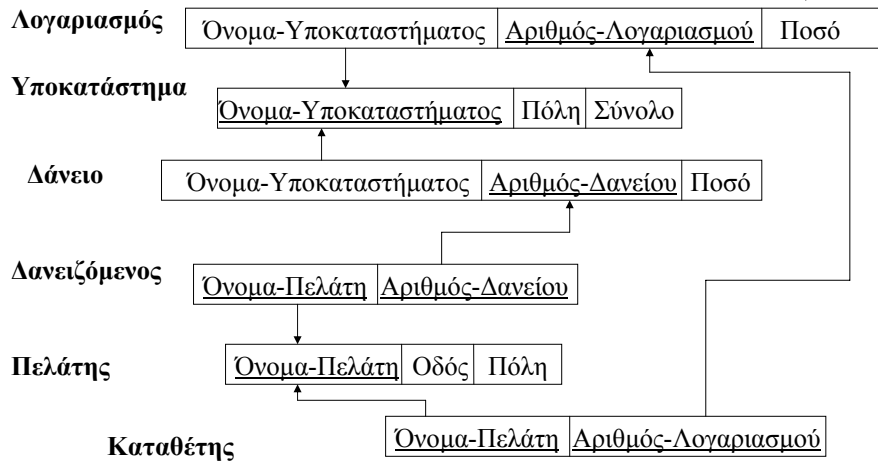 Λογαριασμός Όνομα-Υποκαταστήματος Αριθμός-Λογαριασμού Ποσό
Υποκατάστημα
Όνομα-Υποκαταστήματος Πόλη Σύνολο
Δάνειο Όνομα-Υποκαταστήματος Αριθμός-Δανείου Ποσό
Δανειζόμενος Όνομα-Πελάτη Αριθμός-Δανείου
Πελάτης Όνομα-Πελάτη Οδός Πόλη
Καταθέτης Όνομα-Πελάτη Αριθμός-Λογαριασμού